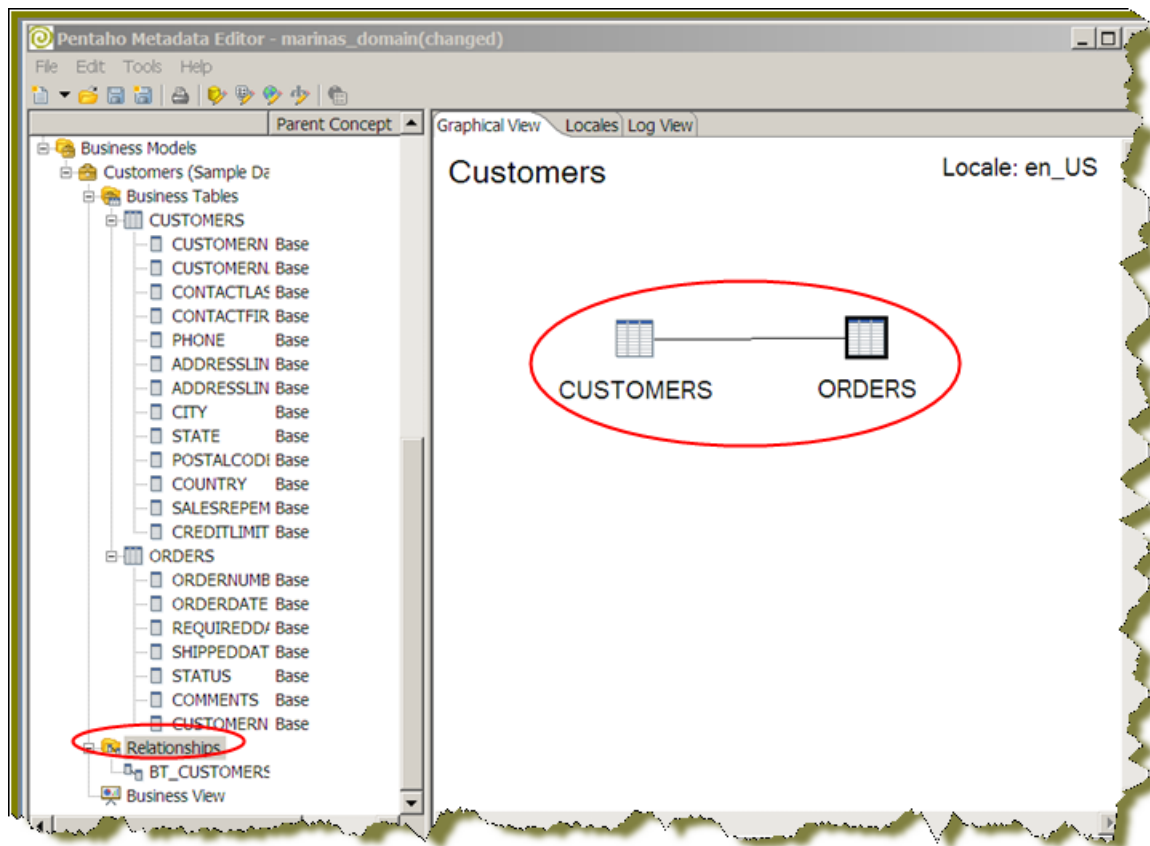 Pentaho Metadata Editor - marinas_domain(changed)
File Edit Tools Help
Parent Concept
Graphical View Locales Log View
Business Models
Customers (Sample Da
Business Tables
CUSTOMERS
CUSTOMERN Base
CUSTOMERN Base
CONTACTLAS Base
CONTACTFIR Base
PHONE Base
ADDRESSLIN Base
ADDRESSLIN Base
CITY Base
STATE Base
POSTALCODE Base
COUNTRY Base
SALESREPEM Base
CREDITLIMIT Base
ORDERS
ORDERNUMB Base
ORDERDATE Base
REQUIREDDA Base
SHIPPEDDAT Base
STATUS Base
COMMENTS Base
CUSTOMERN Base
Relationships
BT_CUSTOMERS
Business View
Customers
Locale: en_US
CUSTOMERS
ORDERS